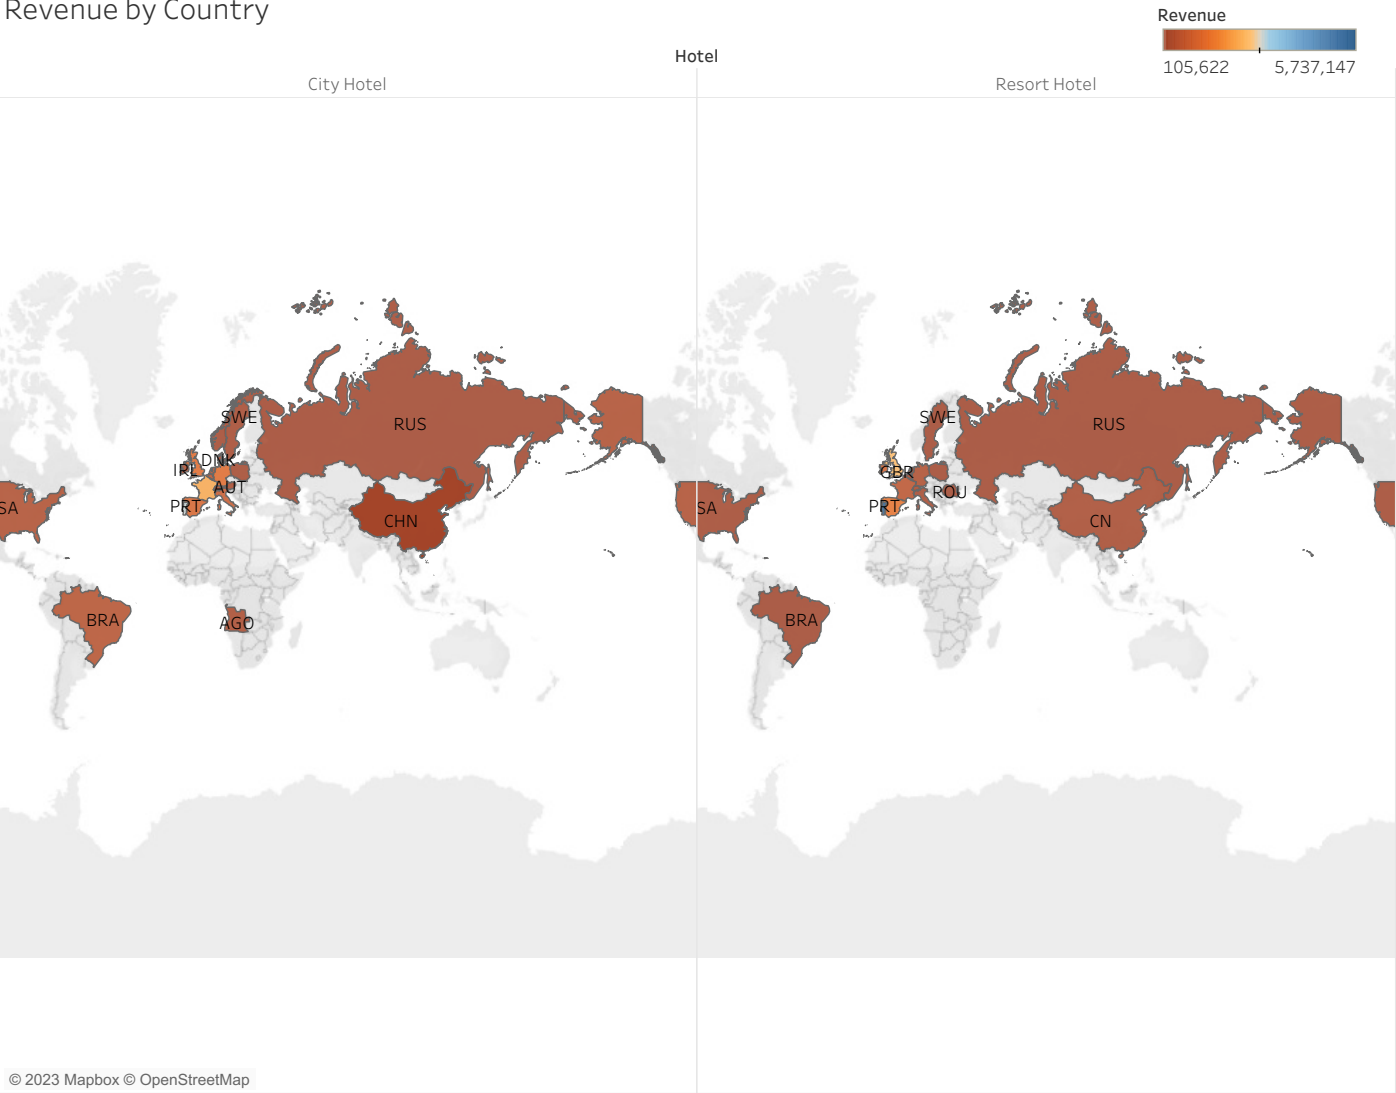 Revenue by Country
Revenue
105,622 5,737,147
Hotel
City Hotel
Resort Hotel
SWE
RUS
DNK
IRL
AUT
PRT
SA
CHN
BRA
AGO
SWE
RUS
GBR
ROU
PRT
SA
CN
BRA
© 2023 Mapbox © OpenStreetMap